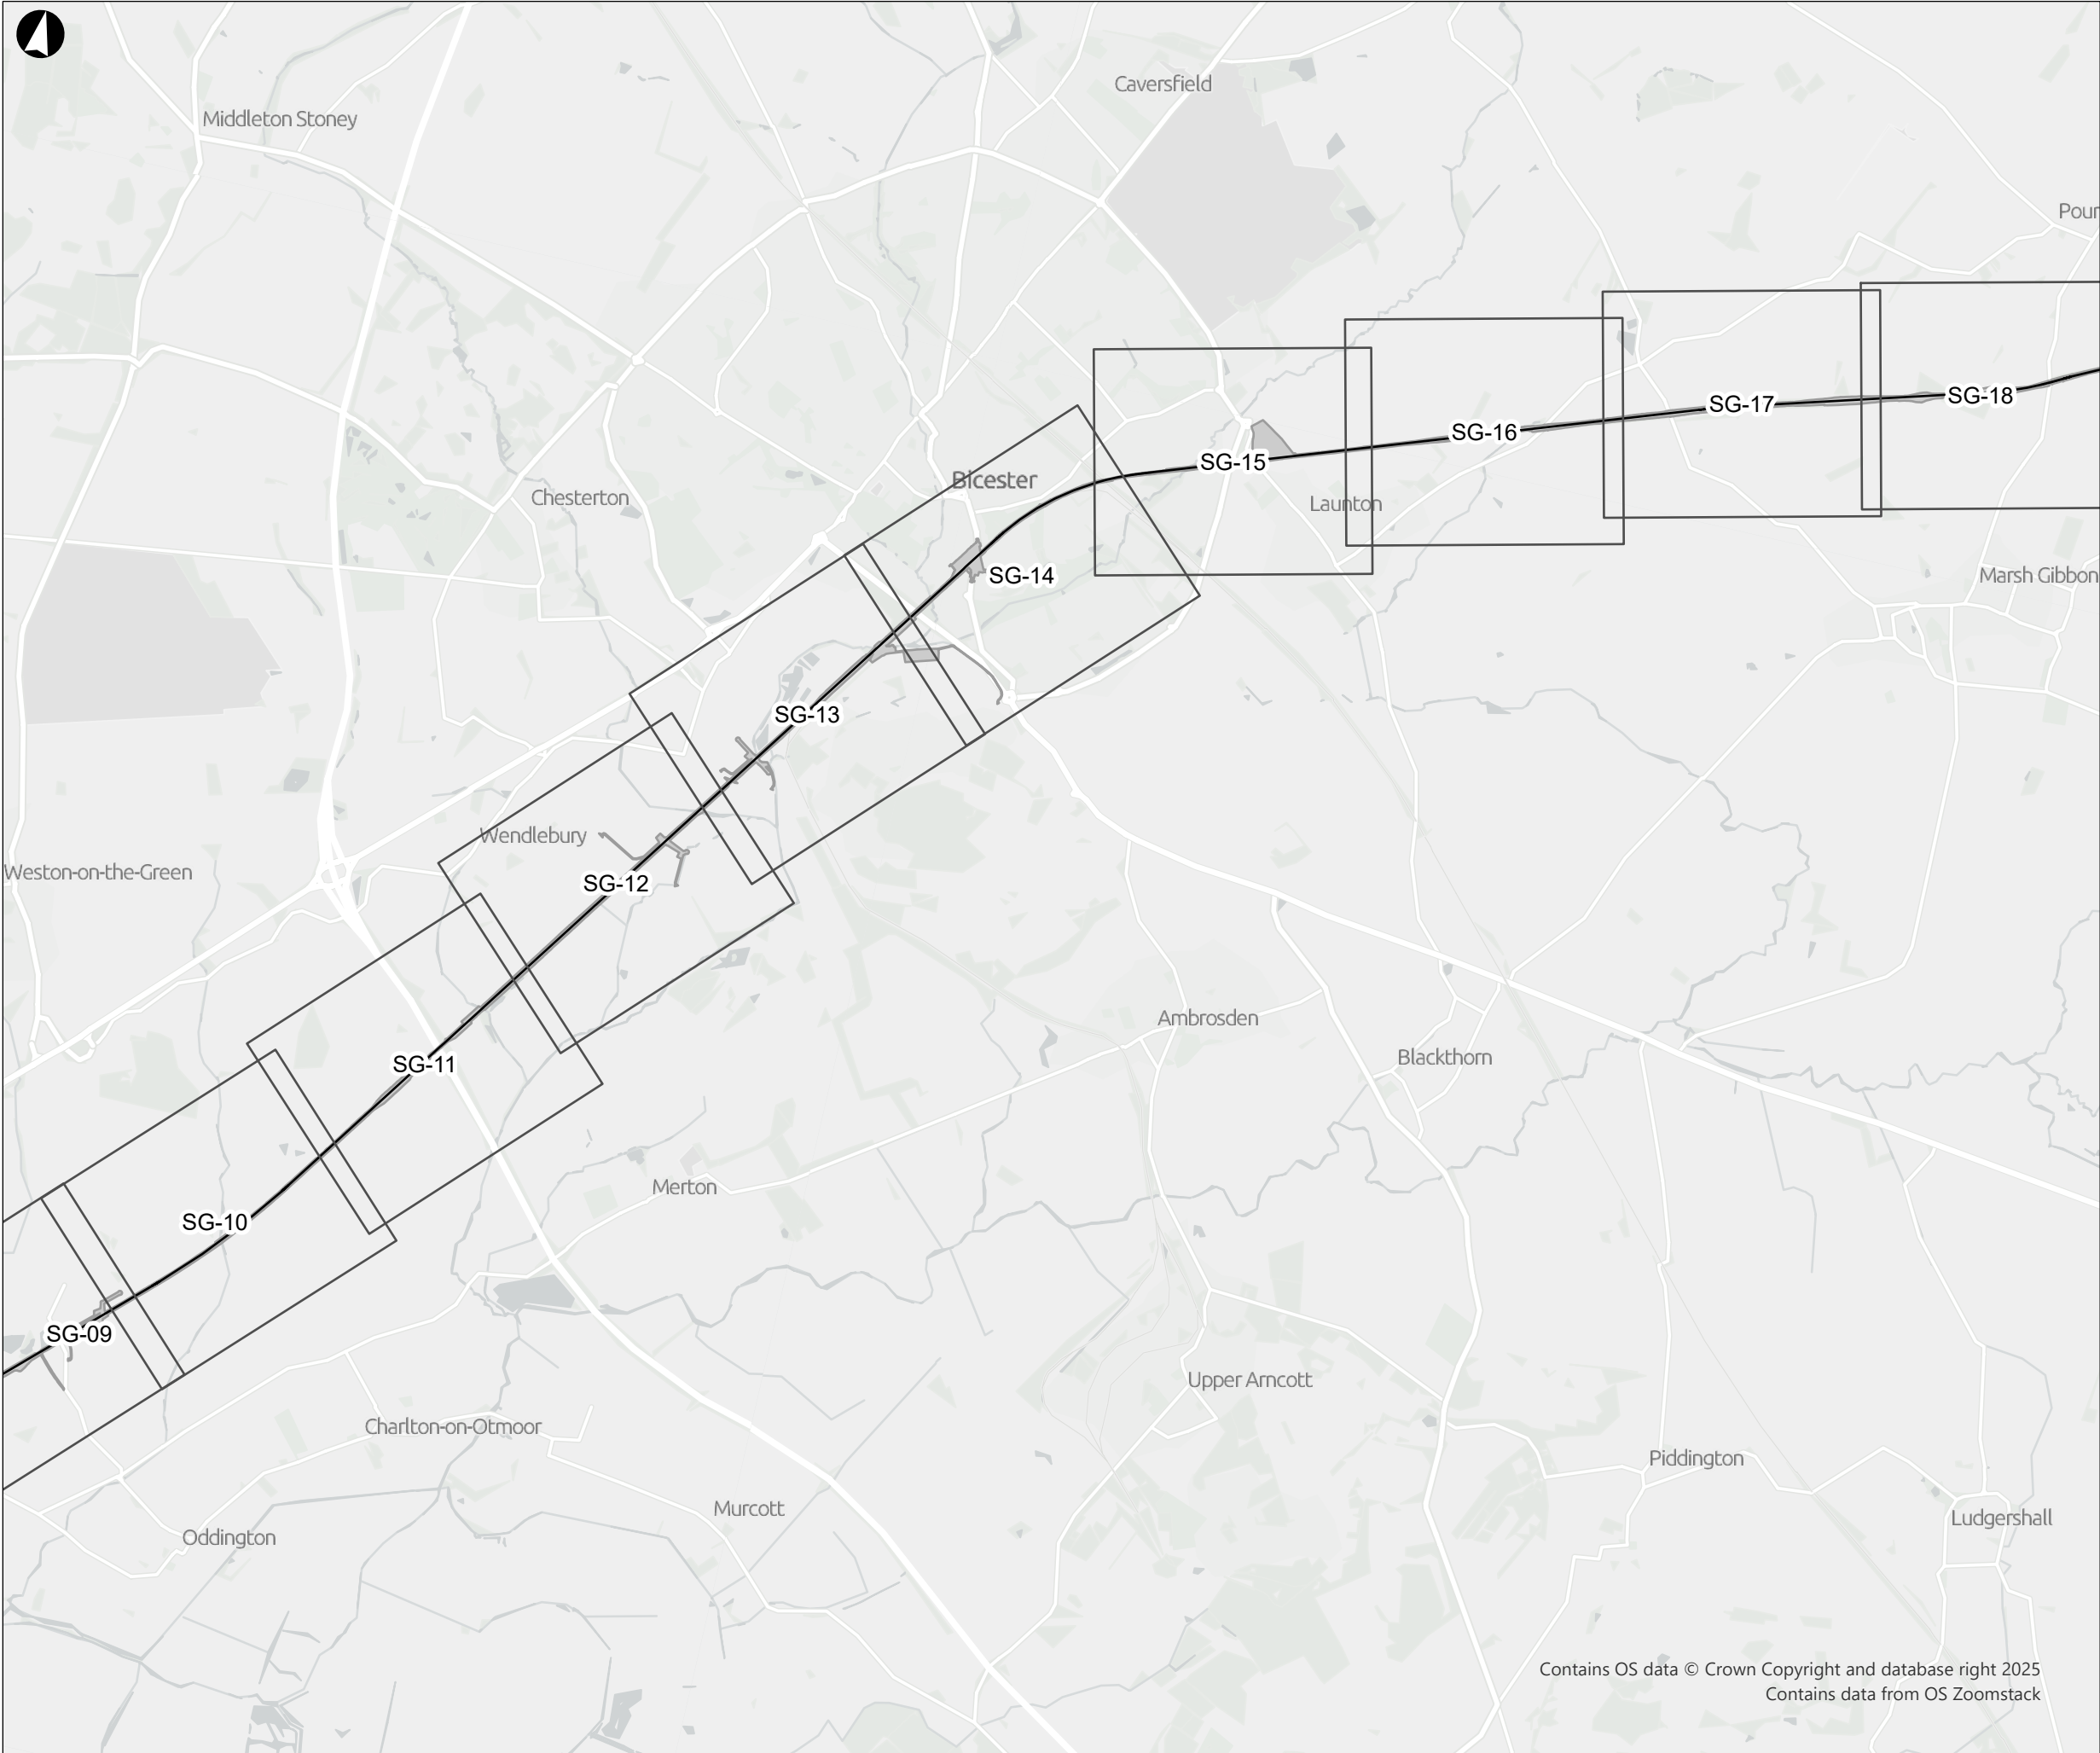 Caversfield
Middleton Stoney
Pour
SG-18
SG-17
SG-16
SG-15
Bicester
Chesterton
Launton
SG-14
Marsh Gibbon
SG-13
Wendlebury
Weston-on-the-Green
SG-12
Ambrosden
Blackthorn
SG-11
Merton
SG-10
SG-09
Upper Arncott
Charlton-on-Otmoor
Piddington
Murcott
Ludgershall
Oddington
Contains OS data © Crown Copyright and database right 2025
Contains data from OS Zoomstack